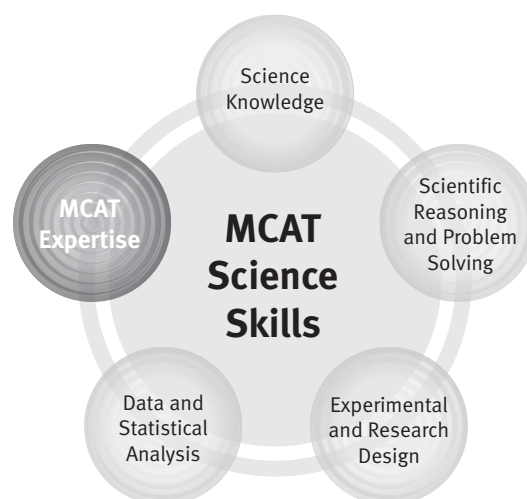 Science
Knowledge
MCAT
Expertise
Scientific
Reasoning
and Problem
Solving
MCAT
Science
Skills
Data and
Statistical
Analysis
Experimental
and Research
Design